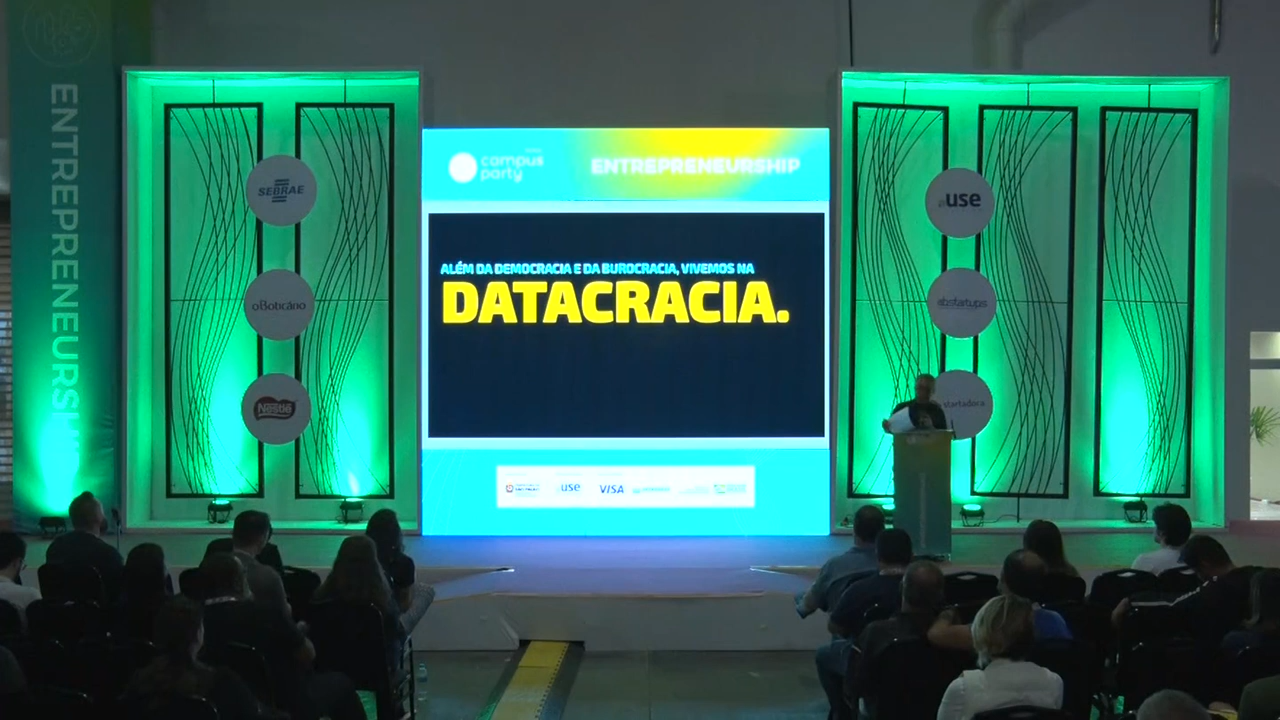 ENTREPRENEURSHIP
campus
party
ENTREPRENEURSHIP
SEBRAE
oBoticário
Nestlé
ALÉM DA DEMOCRACIA E DA BUROCRACIA, VIVEMOS NA
DATACRACIA.
use
abstartups
startadora
use
VISA